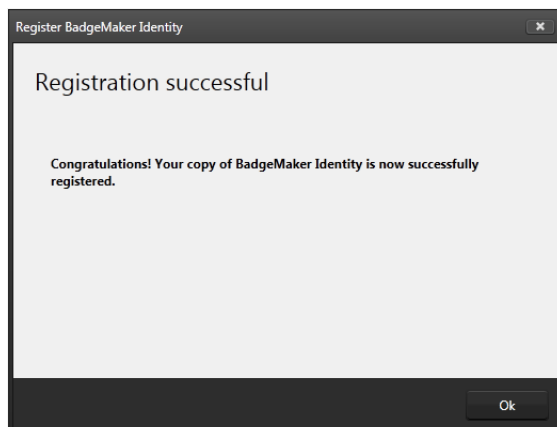 Register BadgeMaker Identity
Registration successful
Congratulations! Your copy of BadgeMaker Identity is now successfully
registered.
Ok